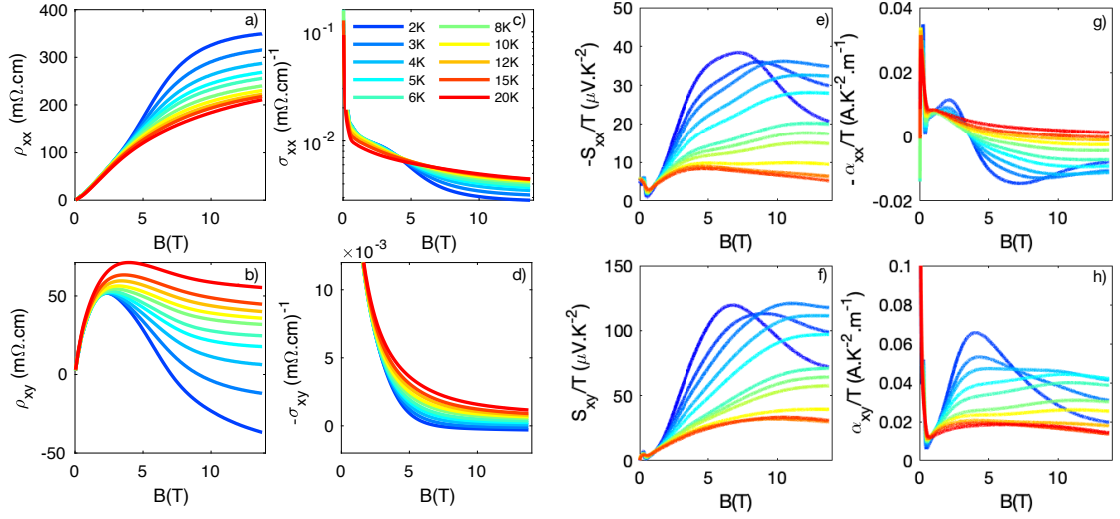 a)
400
300
200
100
0
ρxx (mΩ.cm)
0 5 10
B(T)
c)
10⁻¹
10⁻²
σxx (mΩ.cm)⁻¹
2K 8K
3K 10K
4K 12K
5K 15K
6K 20K
0 5 10
B(T)
e)
50
40
30
20
10
0
-Sxx/T (μV.K⁻²)
0 5 10
B(T)
g)
0.04
0.02
0
-0.02
- αxx/T (A.K⁻².m⁻¹)
0 5 10
B(T)
b)
50
0
-50
ρxy (mΩ.cm)
0 5 10
B(T)
d)
× 10⁻³
10
5
0
-σxy (mΩ.cm)⁻¹
0 5 10
B(T)
f)
150
100
50
0
Sxy/T (μV.K⁻²)
0 5 10
B(T)
h)
0.1
0.08
0.06
0.04
0.02
0
αxy/T (A.K⁻².m⁻¹)
0 5 10
B(T)